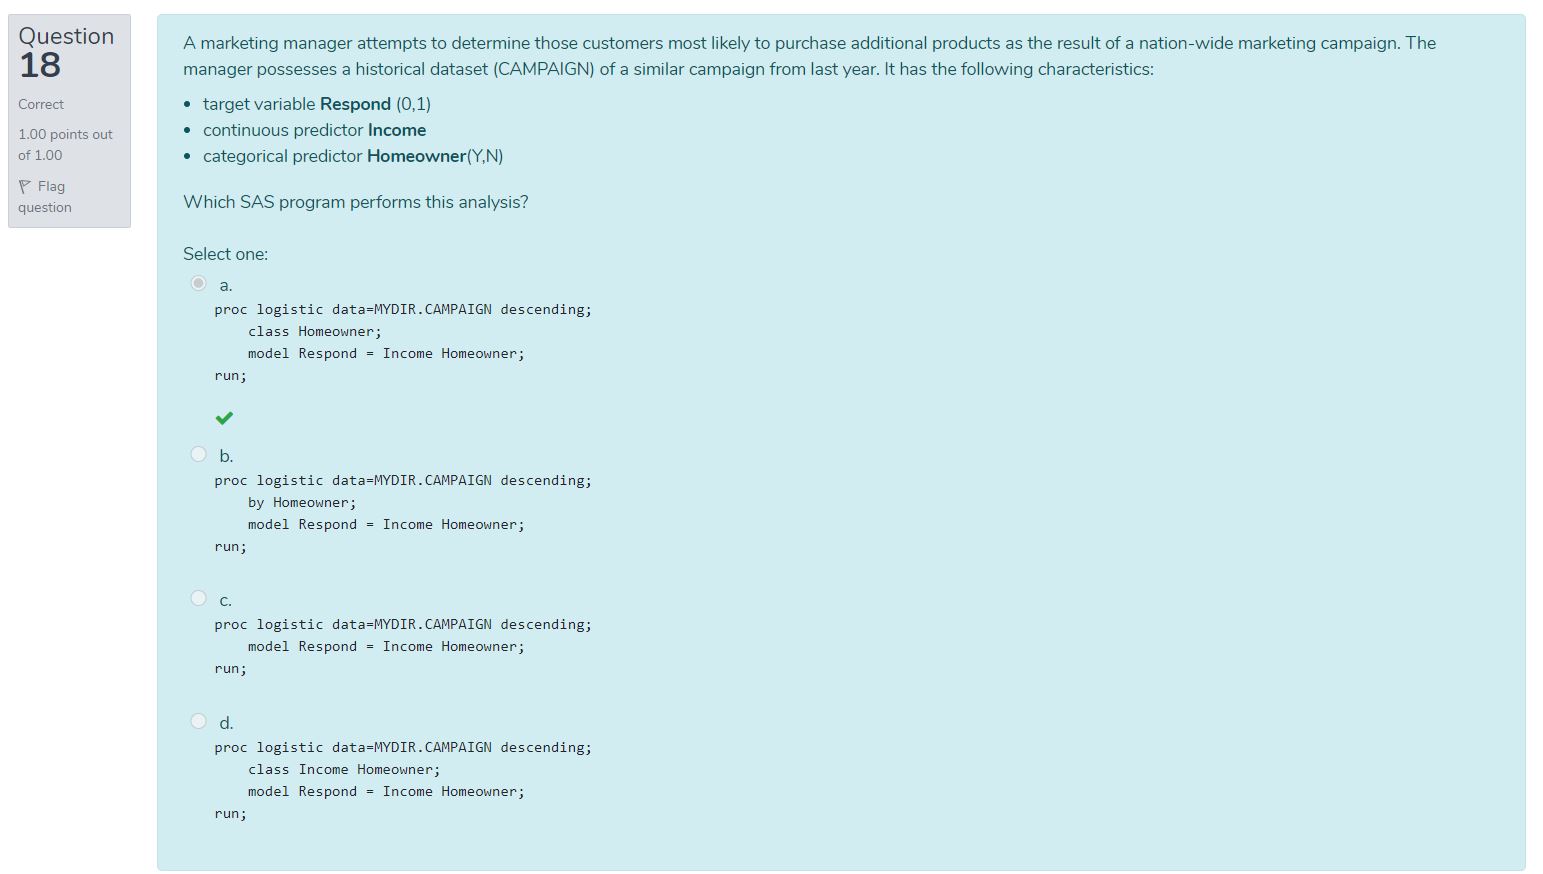 Question
18
Correct
1.00 points out
of 1.00
Flag
question
A marketing manager attempts to determine those customers most likely to purchase additional products as the result of a nation-wide marketing campaign. The
manager possesses a historical dataset (CAMPAIGN) of a similar campaign from last year. It has the following characteristics:
• target variable Respond (0,1)
• continuous predictor Income
• categorical predictor Homeowner(Y,N)
Which SAS program performs this analysis?
Select one:
a.
proc logistic data=MYDIR.CAMPAIGN descending;
    class Homeowner;
    model Respond = Income Homeowner;
run;
b.
proc logistic data=MYDIR.CAMPAIGN descending;
    by Homeowner;
    model Respond = Income Homeowner;
run;
c.
proc logistic data=MYDIR.CAMPAIGN descending;
    model Respond = Income Homeowner;
run;
d.
proc logistic data=MYDIR.CAMPAIGN descending;
    class Income Homeowner;
    model Respond = Income Homeowner;
run;